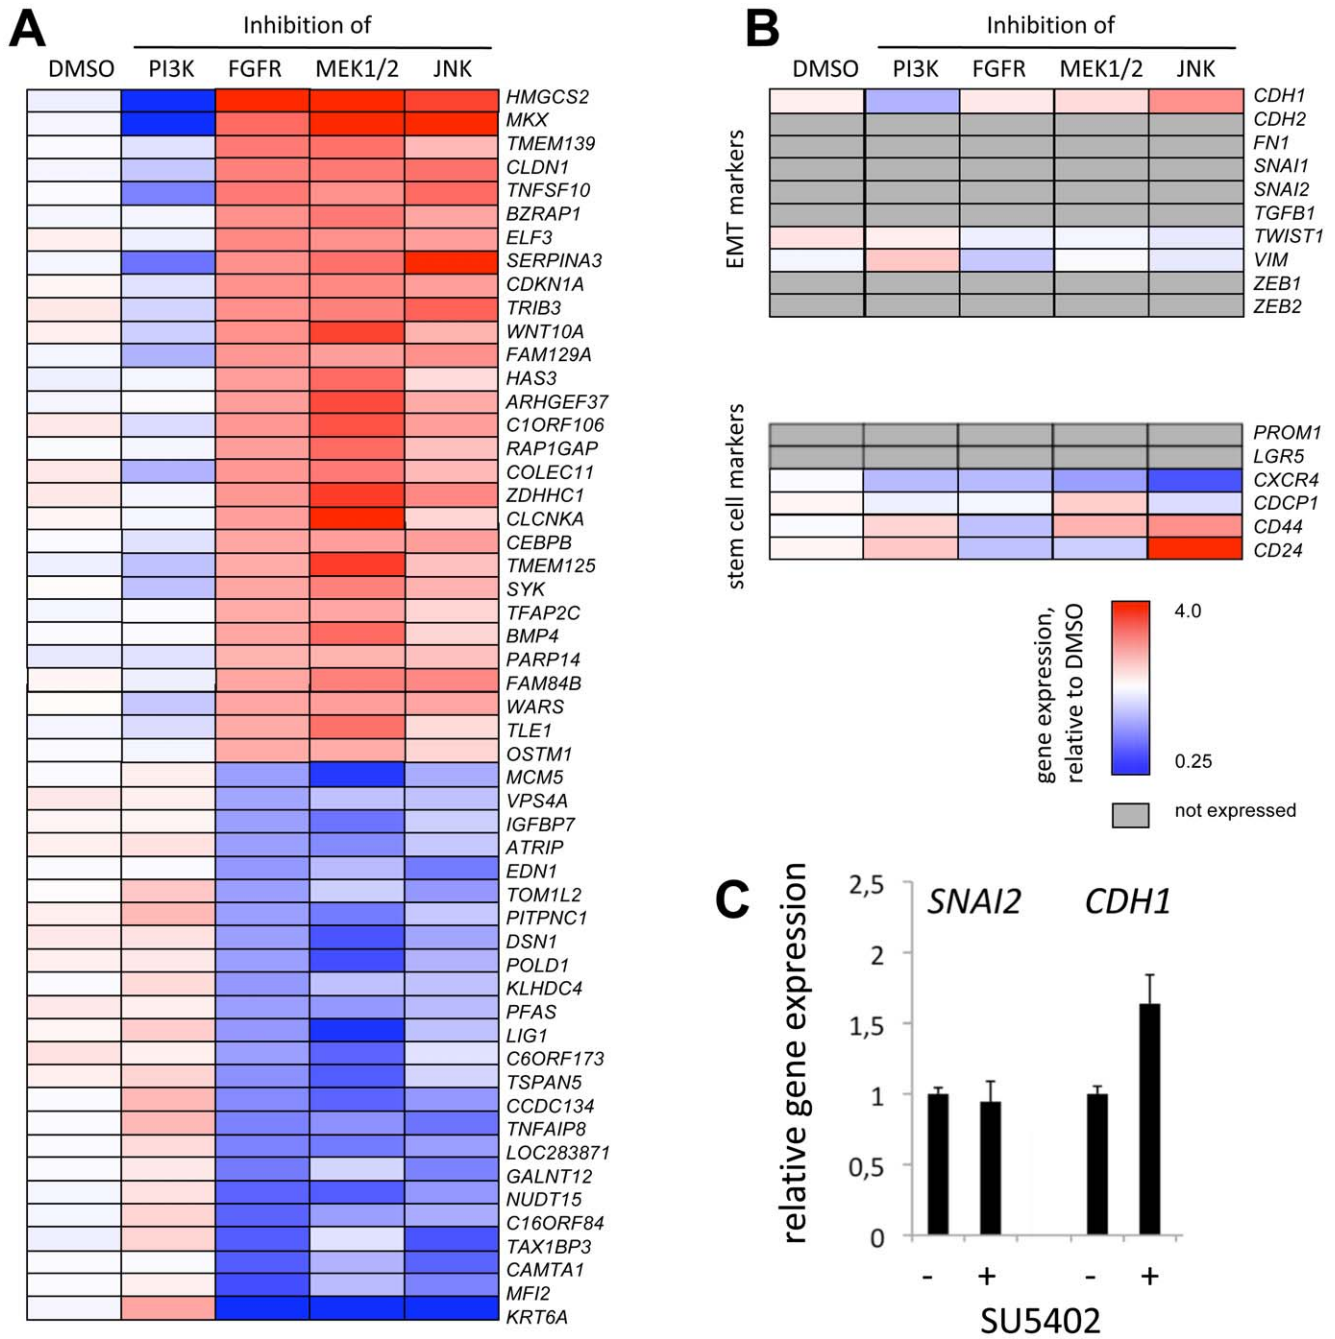 A
Inhibition of
DMSO PI3K FGFR MEK1/2 JNK
HMGCS2
MKX
TMEM139
CLDN1
TNFSF10
BZRAP1
ELF3
SERPINA3
CDKN1A
TRIB3
WNT10A
FAM129A
HAS3
ARHGEF37
C1ORF106
RAP1GAP
COLEC11
ZDHHC1
CLCNKA
CEBPB
TMEM125
SYK
TFAP2C
BMP4
PARP14
FAM84B
WARS
TLE1
OSTM1
MCM5
VPS4A
IGFBP7
ATRIP
EDN1
TOM1L2
PITPNC1
DSN1
POLD1
KLHDC4
PFAS
LIG1
C6ORF173
TSPAN5
CCDC134
TNFAIP8
LOC283871
GALNT12
NUDT15
C16ORF84
TAX1BP3
CAMTA1
MFI2
KRT6A
B
Inhibition of
DMSO PI3K FGFR MEK1/2 JNK
EMT markers
CDH1
CDH2
FN1
SNAI1
SNAI2
TGFB1
TWIST1
VIM
ZEB1
ZEB2
stem cell markers
PROM1
LGR5
CXCR4
CDCP1
CD44
CD24
gene expression,
relative to DMSO
4.0
0.25
not expressed
C
relative gene expression
2,5
2
1,5
1
0,5
0
SNAI2 CDH1
- + - +
SU5402